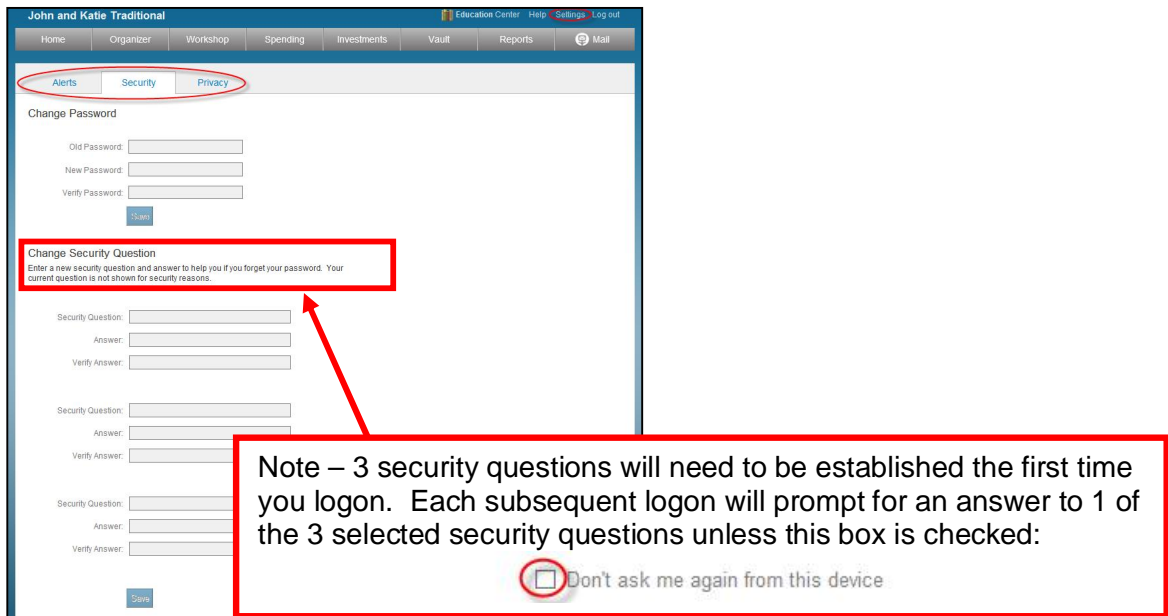 John and Katie Traditional Education Center Help Settings Log out
Home Organizer Workshop Spending Investments Vault Reports Mail
Alerts Security Privacy
Change Password
Old Password:
New Password:
Verify Password:
Save
Change Security Question
Enter a new security question and answer to help you if you forget your password. Your
current question is not shown for security reasons.
Security Question:
Answer:
Verify Answer:
Security Question:
Answer:
Verify Answer:
Security Question:
Answer:
Verify Answer:
Save
Note – 3 security questions will need to be established the first time
you logon. Each subsequent logon will prompt for an answer to 1 of
the 3 selected security questions unless this box is checked:
Don't ask me again from this device